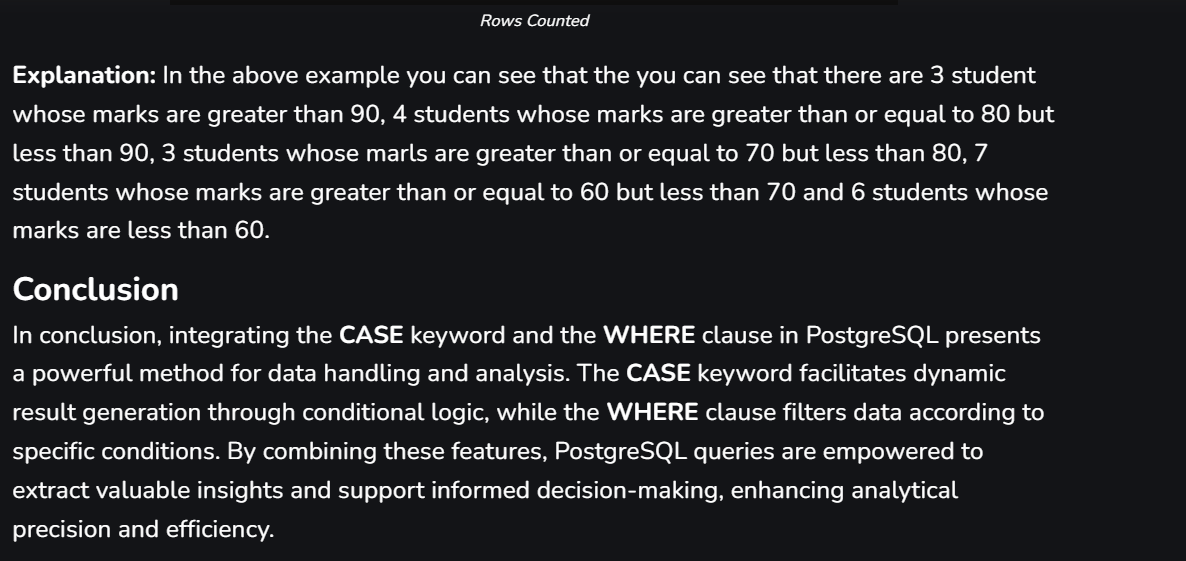 Rows Counted
Explanation: In the above example you can see that the you can see that there are 3 student
whose marks are greater than 90, 4 students whose marks are greater than or equal to 80 but
less than 90, 3 students whose marls are greater than or equal to 70 but less than 80, 7
students whose marks are greater than or equal to 60 but less than 70 and 6 students whose
marks are less than 60.
Conclusion
In conclusion, integrating the CASE keyword and the WHERE clause in PostgreSQL presents
a powerful method for data handling and analysis. The CASE keyword facilitates dynamic
result generation through conditional logic, while the WHERE clause filters data according to
specific conditions. By combining these features, PostgreSQL queries are empowered to
extract valuable insights and support informed decision-making, enhancing analytical
precision and efficiency.